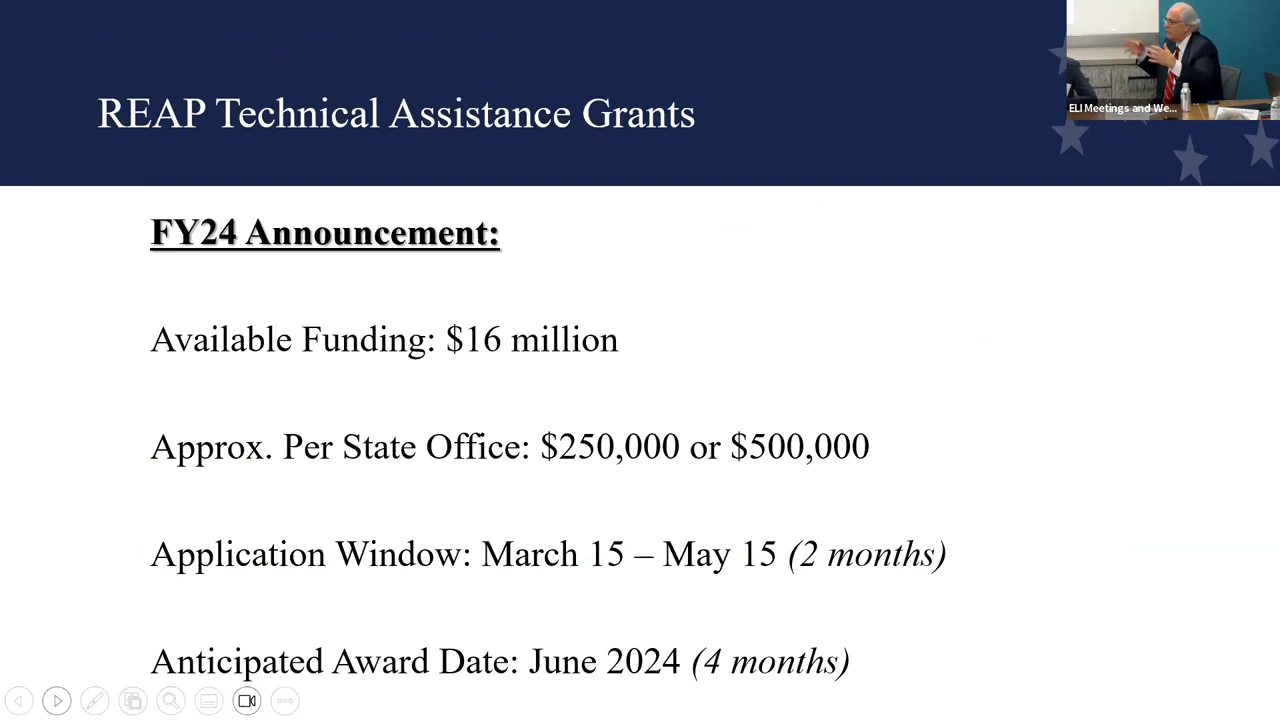 REAP Technical Assistance Grants
ELI Meetings and We...
FY24 Announcement:
Available Funding: $16 million
Approx. Per State Office: $250,000 or $500,000
Application Window: March 15 – May 15 (2 months)
Anticipated Award Date: June 2024 (4 months)